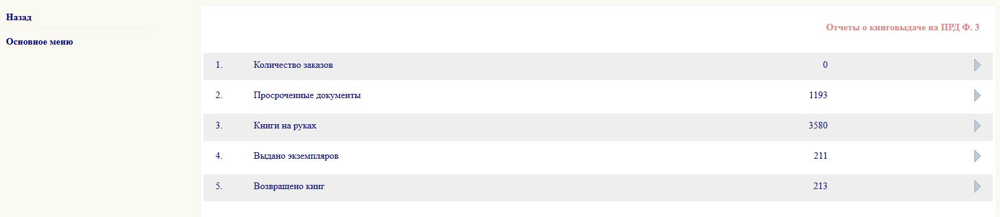 Назад
Основное меню
Отчеты о книговыдаче на ПРД Ф. 3
1. Количество заказов 0
2. Просроченные документы 1193
3. Книги на руках 3580
4. Выдано экземпляров 211
5. Возвращено книг 213